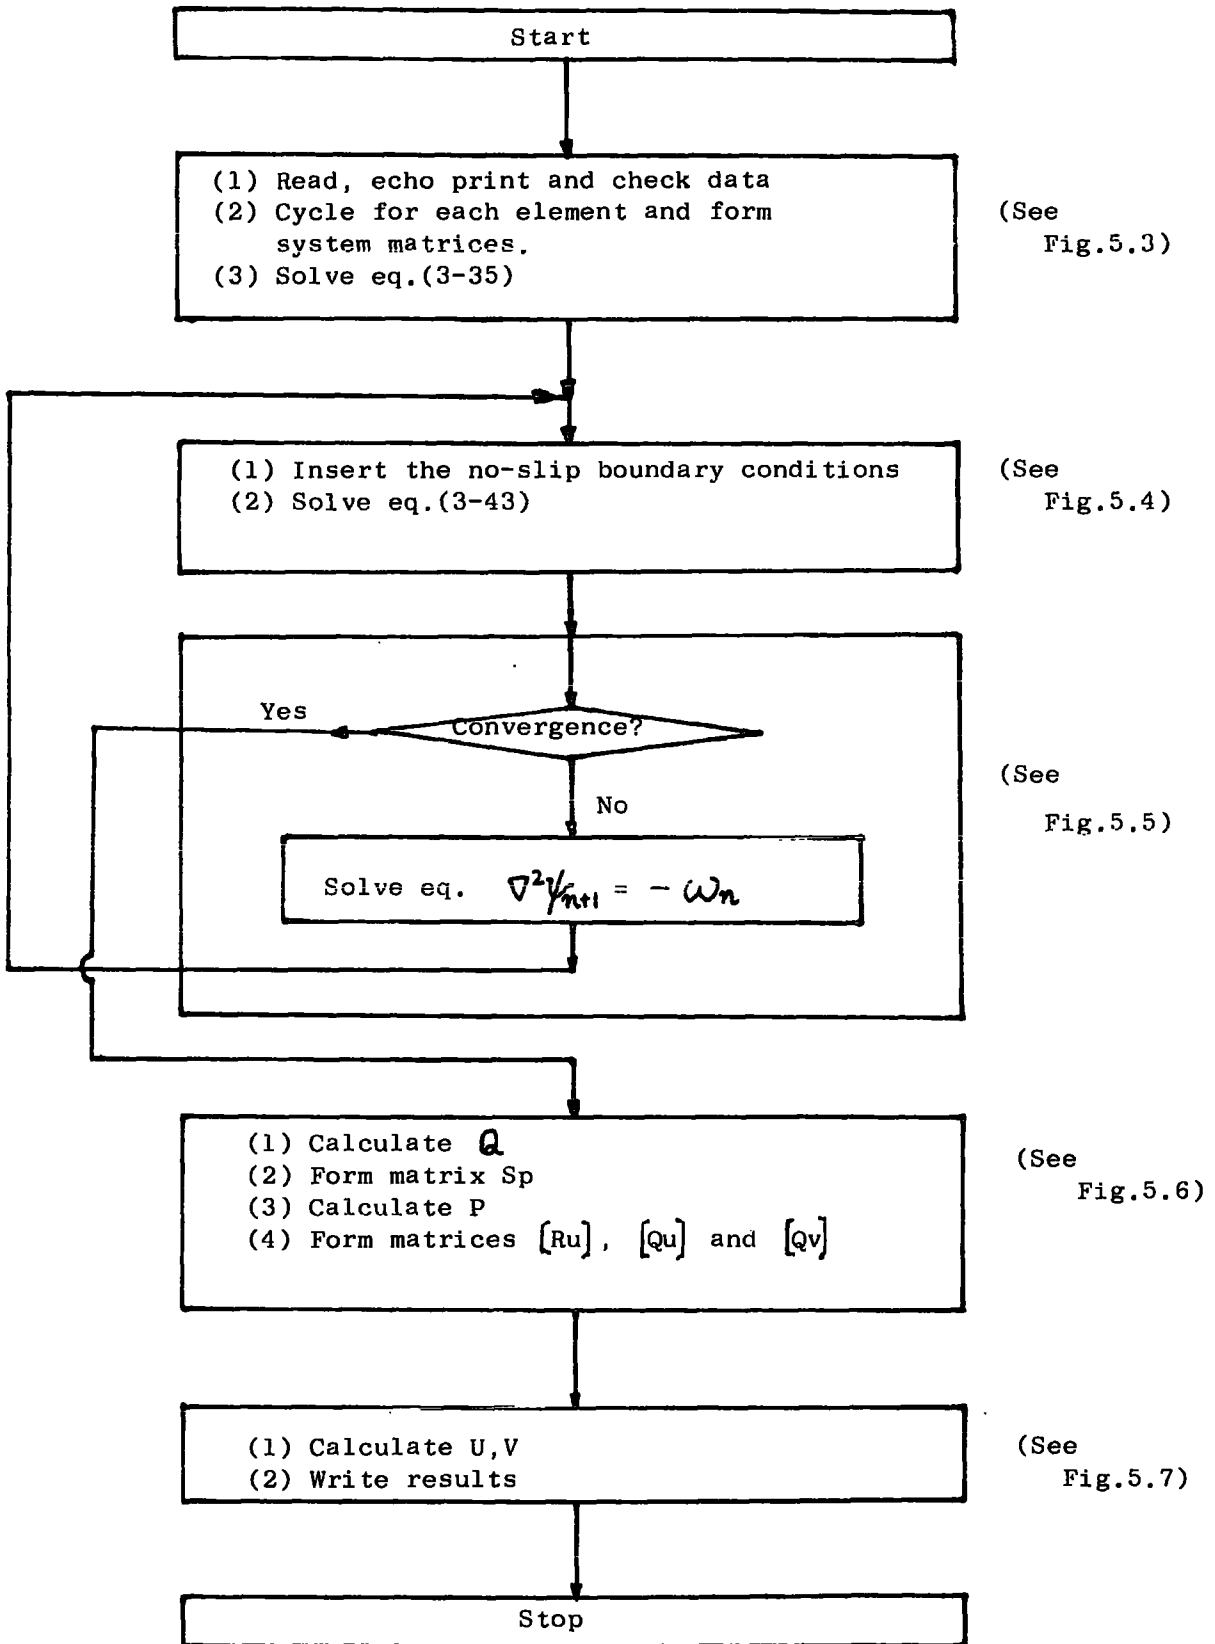 Start
(1) Read, echo print and check data
(2) Cycle for each element and form
system matrices.
(3) Solve eq.(3-35)
(See
Fig.5.3)
(1) Insert the no-slip boundary conditions
(2) Solve eq.(3-43)
(See
Fig.5.4)
Yes
Convergence?
No
Solve eq. ∇²ψn+1 = - ωn
(See
Fig.5.5)
(1) Calculate Q
(2) Form matrix Sp
(3) Calculate P
(4) Form matrices [Ru], [Qu] and [Qv]
(See
Fig.5.6)
(1) Calculate U,V
(2) Write results
(See
Fig.5.7)
Stop